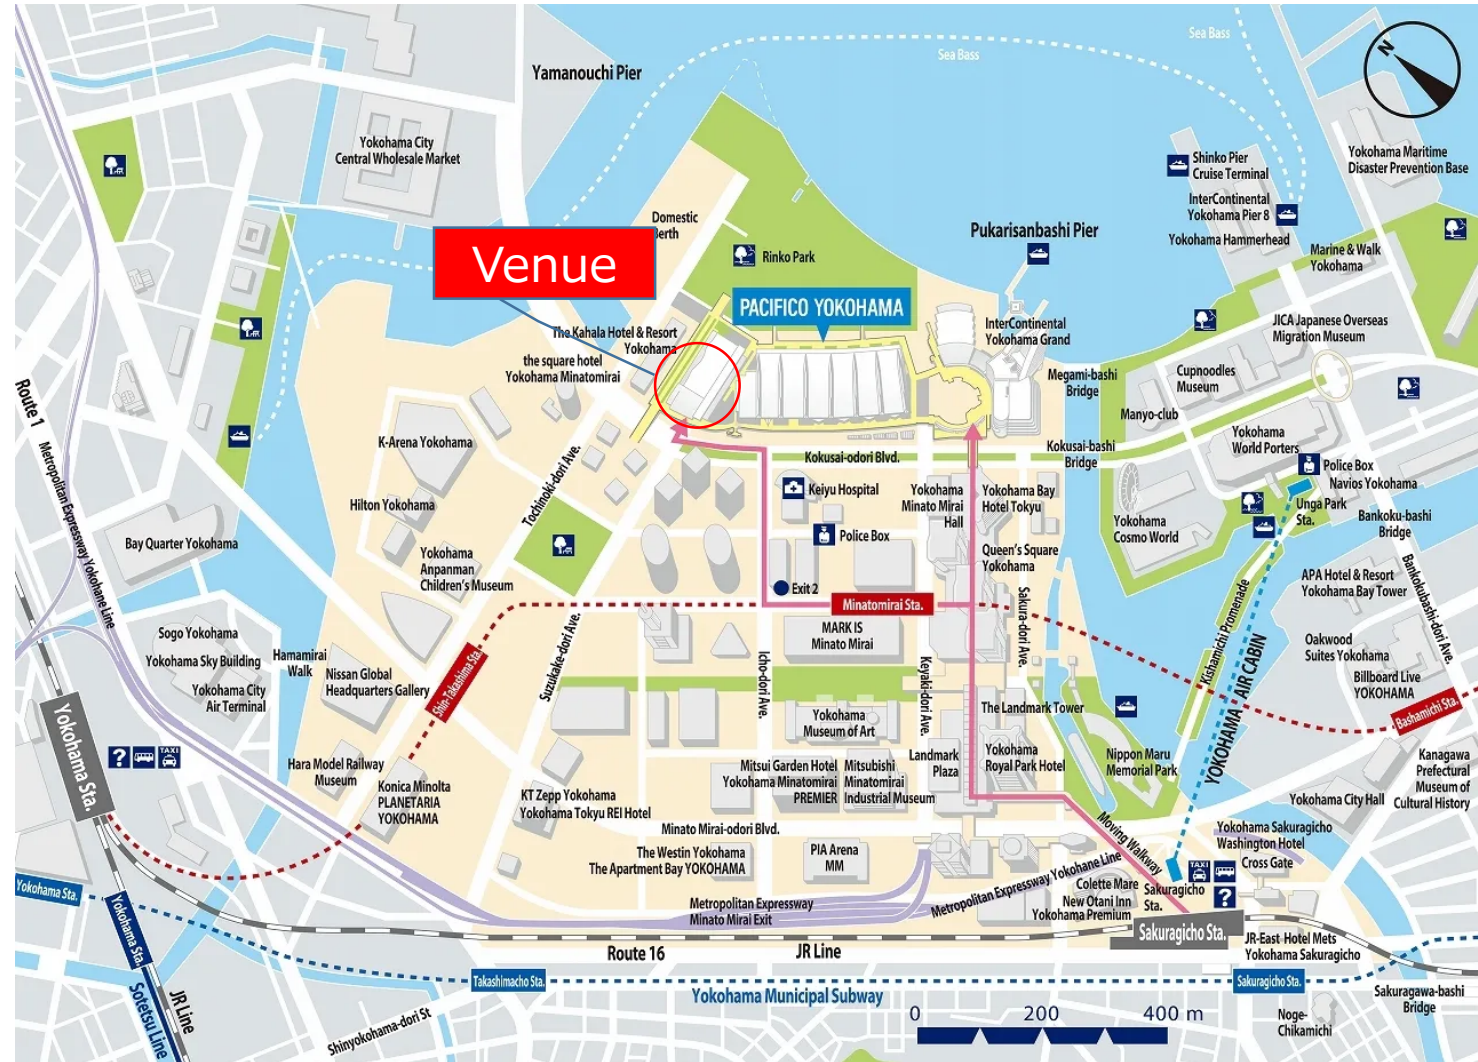 Sea Bass
Sea Bass
N
Yamanouchi Pier
Yokohama City
Central Wholesale Market
Shinko Pier
Cruise Terminal
Yokohama Maritime
Disaster Prevention Base
InterContinental
Yokohama Pier 8
Yokohama Hammerhead
Domestic
Berth
Venue
Rinko Park
Pukarisanbashi Pier
Marine & Walk
Yokohama
PACIFICO YOKOHAMA
The Kahala Hotel & Resort
Yokohama
InterContinental
Yokohama Grand
JICA Japanese Overseas
Migration Museum
the square hotel
Yokohama Minatomirai
Megami-bashi
Bridge
Cupnoodles
Museum
Manyo-club
Route 1
Metropolitan Expressway Yokohane Line
K-Arena Yokohama
Tochinoki-dori Ave.
Kokusai-odori Blvd.
Kokusai-bashi
Bridge
Yokohama
World Porters
Police Box
Navios Yokohama
Hilton Yokohama
Keiyu Hospital
Yokohama
Minato Mirai
Hall
Yokohama Bay
Hotel Tokyu
Unga Park
Sta.
Bankoku-bashi
Bridge
Yokohama
Cosmo World
Bay Quarter Yokohama
Police Box
Yokohama
Anpanman
Children's Museum
Queen's Square
Yokohama
Exit 2
Minatomirai Sta.
APA Hotel & Resort
Yokohama Bay Tower
Bankokubashi-dori Ave.
Sakura-dori Ave.
Kishamichi Promenade
YOKOHAMA AIR CABIN
Sogo Yokohama
Yokohama Sky Building
Yokohama City
Air Terminal
Hamamirai
Walk
Nissan Global
Headquarters Gallery
Shin-Takashima Sta.
Suzukake-dori Ave.
MARK IS
Minato Mirai
Icho-dori Ave.
Keyaki-dori Ave.
Oakwood
Suites Yokohama
Billboard Live
YOKOHAMA
Bashamichi Sta.
The Landmark Tower
Yokohama
Museum of Art
Yokohama Sta.
?
TAXI
Hara Model Railway
Museum
Konica Minolta
PLANETARIA
YOKOHAMA
KT Zepp Yokohama
Yokohama Tokyu REI Hotel
Mitsui Garden Hotel
Yokohama Minatomirai
PREMIER
Mitsubishi
Minatomirai
Industrial Museum
Landmark
Plaza
Yokohama
Royal Park Hotel
Nippon Maru
Memorial Park
Kanagawa
Prefectural
Museum of
Cultural History
Yokohama City Hall
Minato Mirai-odori Blvd.
Moving Walkway
Yokohama Sakuragicho
Washington Hotel
Cross Gate
The Westin Yokohama
The Apartment Bay YOKOHAMA
PIA Arena
MM
TAXI
?
Metropolitan Expressway
Minato Mirai Exit
Metropolitan Expressway Yokohane Line
Colette Mare
New Otani Inn
Yokohama Premium
Sakuragicho
Sta.
Yokohama Sta.
Yokohama Sta.
Sakuragicho Sta.
JR-East Hotel Mets
Yokohama Sakuragicho
Route 16
JR Line
Sotetsu Line
JR Line
Takashimacho Sta.
Yokohama Municipal Subway
Sakuragicho Sta.
Sakuragawa-bashi
Bridge
Noge-
Chikamichi
Shinyokohama-dori St
0 200 400 m